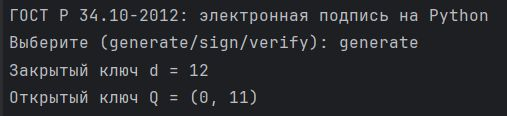 ГОСТ Р 34.10-2012: электронная подпись на Python
Выберите (generate/sign/verify): generate
Закрытый ключ d = 12
Открытый ключ Q = (0, 11)